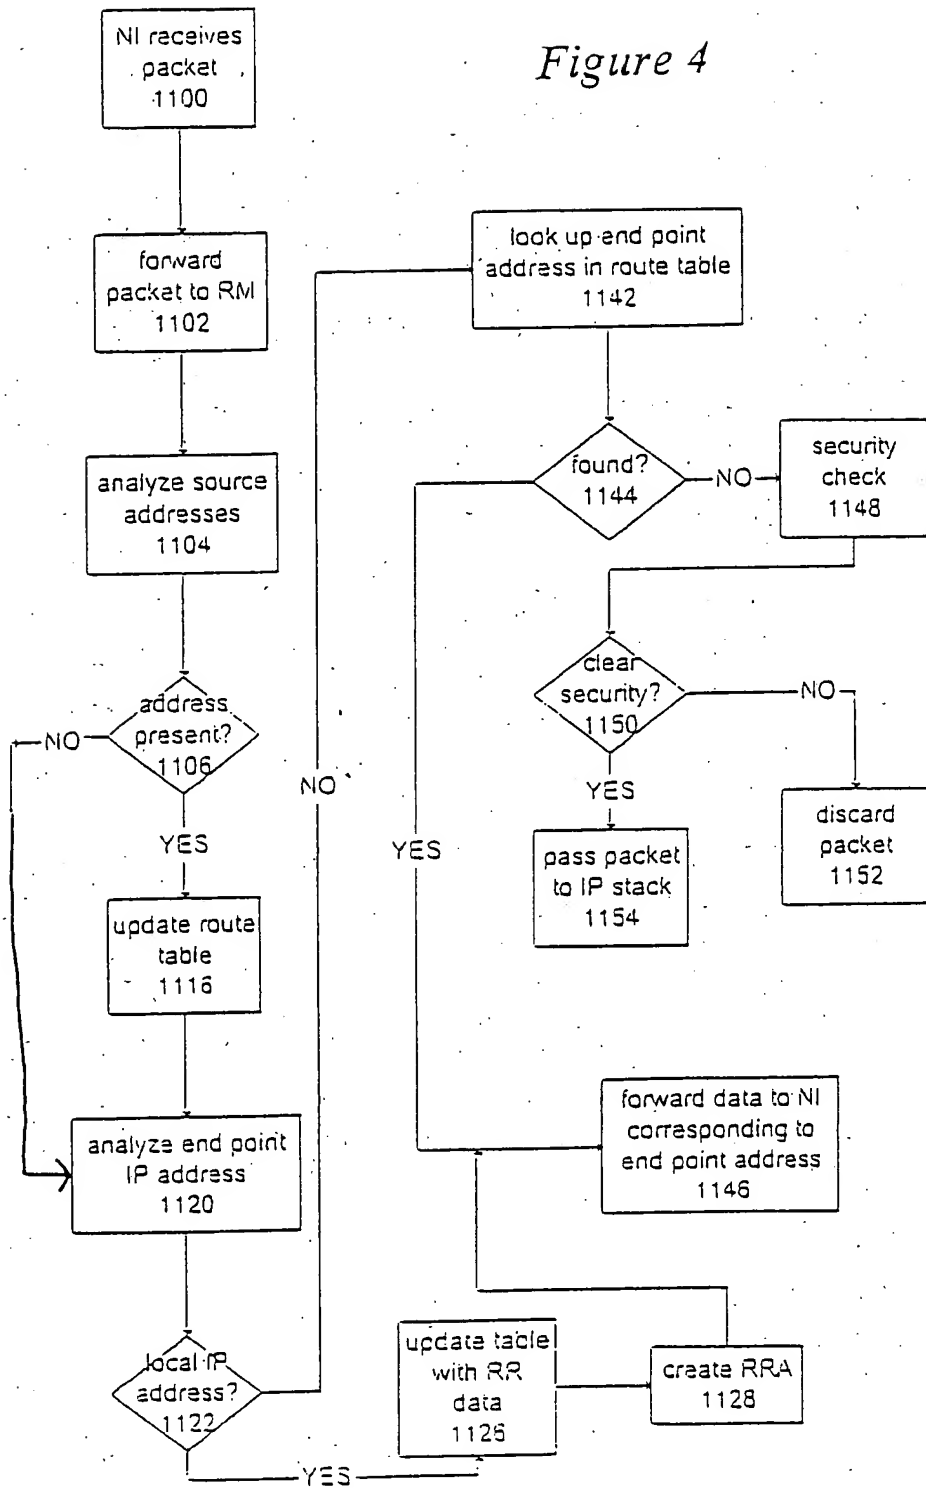 Figure 4
NI receives
packet
1100
forward
packet to RM
1102
analyze source
addresses
1104
address
present?
1106
NO
YES
update route
table
1116
analyze end point
IP address
1120
local IP
address?
1122
NO
YES
look up end point
address in route table
1142
found?
1144
NO
YES
security
check
1148
clear
security?
1150
NO
YES
pass packet
to IP stack
1154
discard
packet
1152
forward data to NI
corresponding to
end point address
1146
update table
with RR
data
1126
create RRA
1128